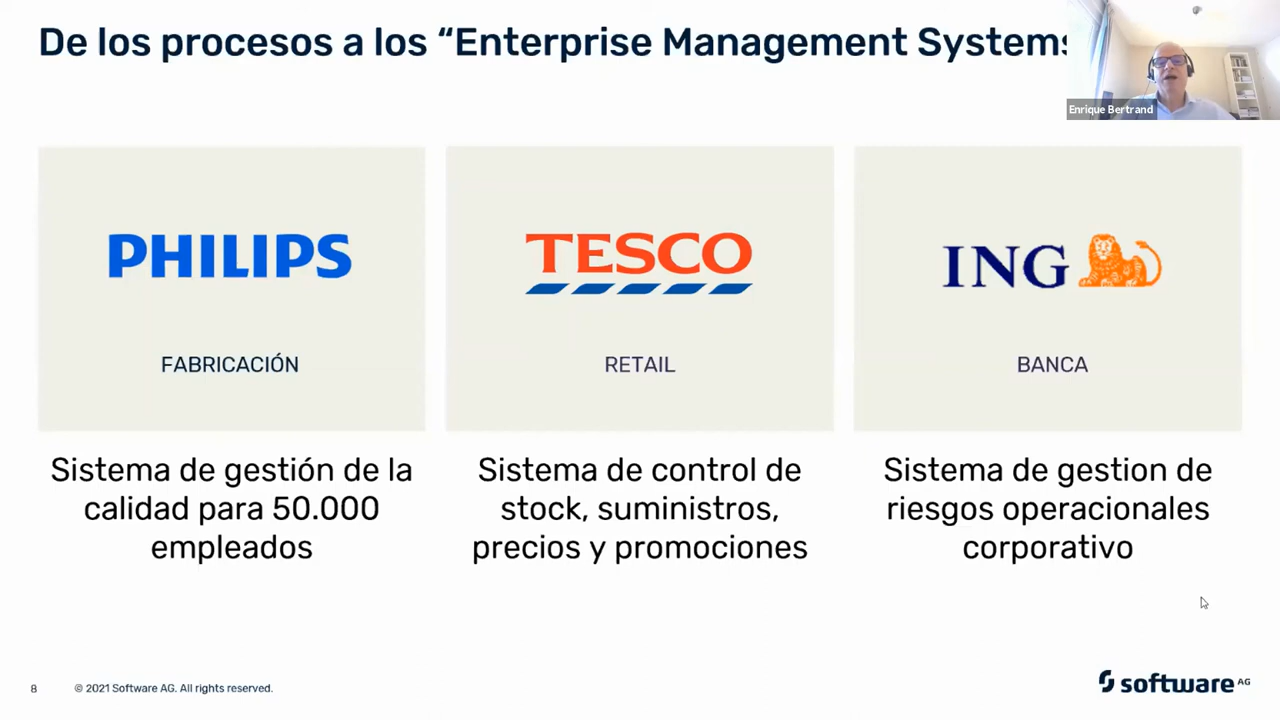 De los procesos a los “Enterprise Management Systems
Enrique Bertrand
PHILIPS
TESCO
ING
FABRICACIÓN
RETAIL
BANCA
Sistema de gestión de la
calidad para 50.000
empleados
Sistema de control de
stock, suministros,
precios y promociones
Sistema de gestion de
riesgos operacionales
corporativo
8
© 2021 Software AG. All rights reserved.
software AG